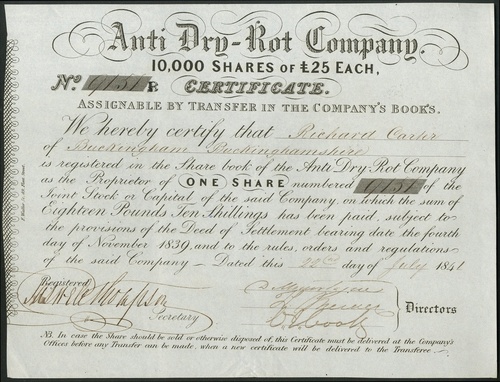 Anti Dry-Rot Company.
10,000 SHARES OF £25 EACH,
No. 9151 R CERTIFICATE.
ASSIGNABLE BY TRANSFER IN THE COMPANY'S BOOKS.
We hereby certify that Richard Carter
of Buckingham Buckinghamshire
is registered in the Share book of the Anti Dry-Rot Company
as the Proprietor of ONE SHARE numbered 9151 of the
Joint Stock or Capital of the said Company, on which the sum of
Eighteen Pounds Ten Shillings has been paid, subject to
the provisions of the Deed of Settlement bearing date the fourth
day of November 1839, and to the rules, orders and regulations
of the said Company — Dated this 22nd day of July 1841
Registered
Thompson
Secretary
Directors
NB. In case the Share should be sold or otherwise disposed of, this Certificate must be delivered at the Company's
Offices before any Transfer can be made, when a new certificate will be delivered to the Transferee.